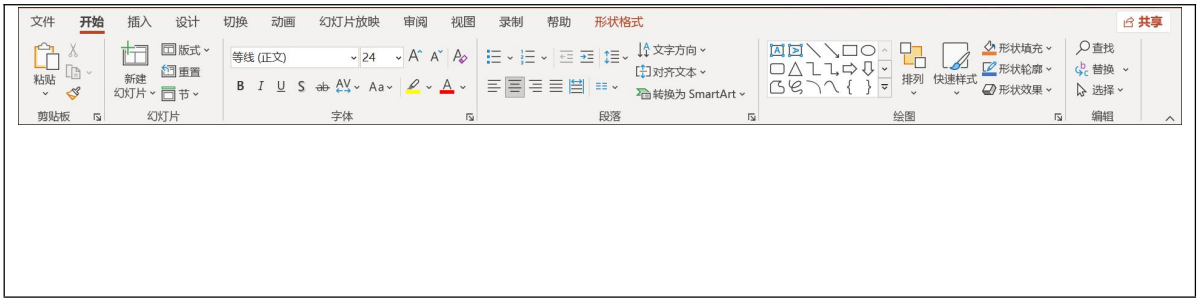 文件 开始 插入 设计 切换 动画 幻灯片放映 审阅 视图 录制 帮助 形状格式 共享
粘贴
剪贴板
新建
幻灯片
版式
重置
节
幻灯片
等线 (正文) 24 A A A
B I U S ab AV Aa A
字体
文字方向
对齐文本
转换为 SmartArt
段落
排列
快速样式
形状填充
形状轮廓
形状效果
绘图
查找
替换
选择
编辑